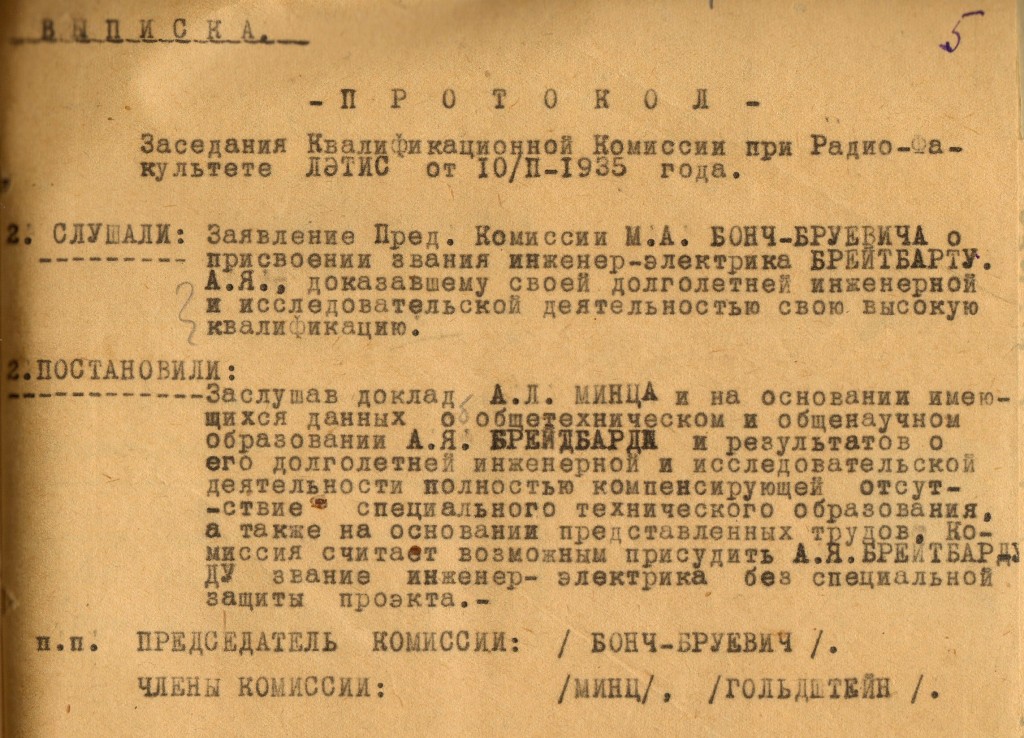 ВЫПИСКА.
5
- П Р О Т О К О Л -
Заседания Квалификационной Комиссии при Радио-Фа-
культете ЛЭТИС от 10/П-1935 года.
2. СЛУШАЛИ: Заявление Пред. Комиссии М.А. БОНЧ-БРУЕВИЧА о
присвоении звания инженер-электрика БРЕЙТБАРТУ.
А.Я., доказавшему своей долголетней инженерной
и исследовательской деятельностью свою высокую
квалификацию.
2.ПОСТАНОВИЛИ:
Заслушав доклад А.Л. МИНЦА и на основании имею-
щихся данных о общетехническом и общенаучном
образовании А.Я. БРЕЙДБАРДА и результатов о
его долголетней инженерной и исследовательской
деятельности полностью компенсирующей отсут-
-ствие специального технического образования,
а также на основании представленных трудов, Ко-
миссия считает возможным присудить А.Я.БРЕЙТБАРДУ
ДУ звание инженер- электрика без специальной
защиты проэкта.-
п.п. ПРЕДСЕДАТЕЛЬ КОМИССИИ: / БОНЧ-БРУЕВИЧ /.
ЧЛЕНЫ КОМИССИИ: /МИНЦ/, /ГОЛЬДШТЕЙН /.